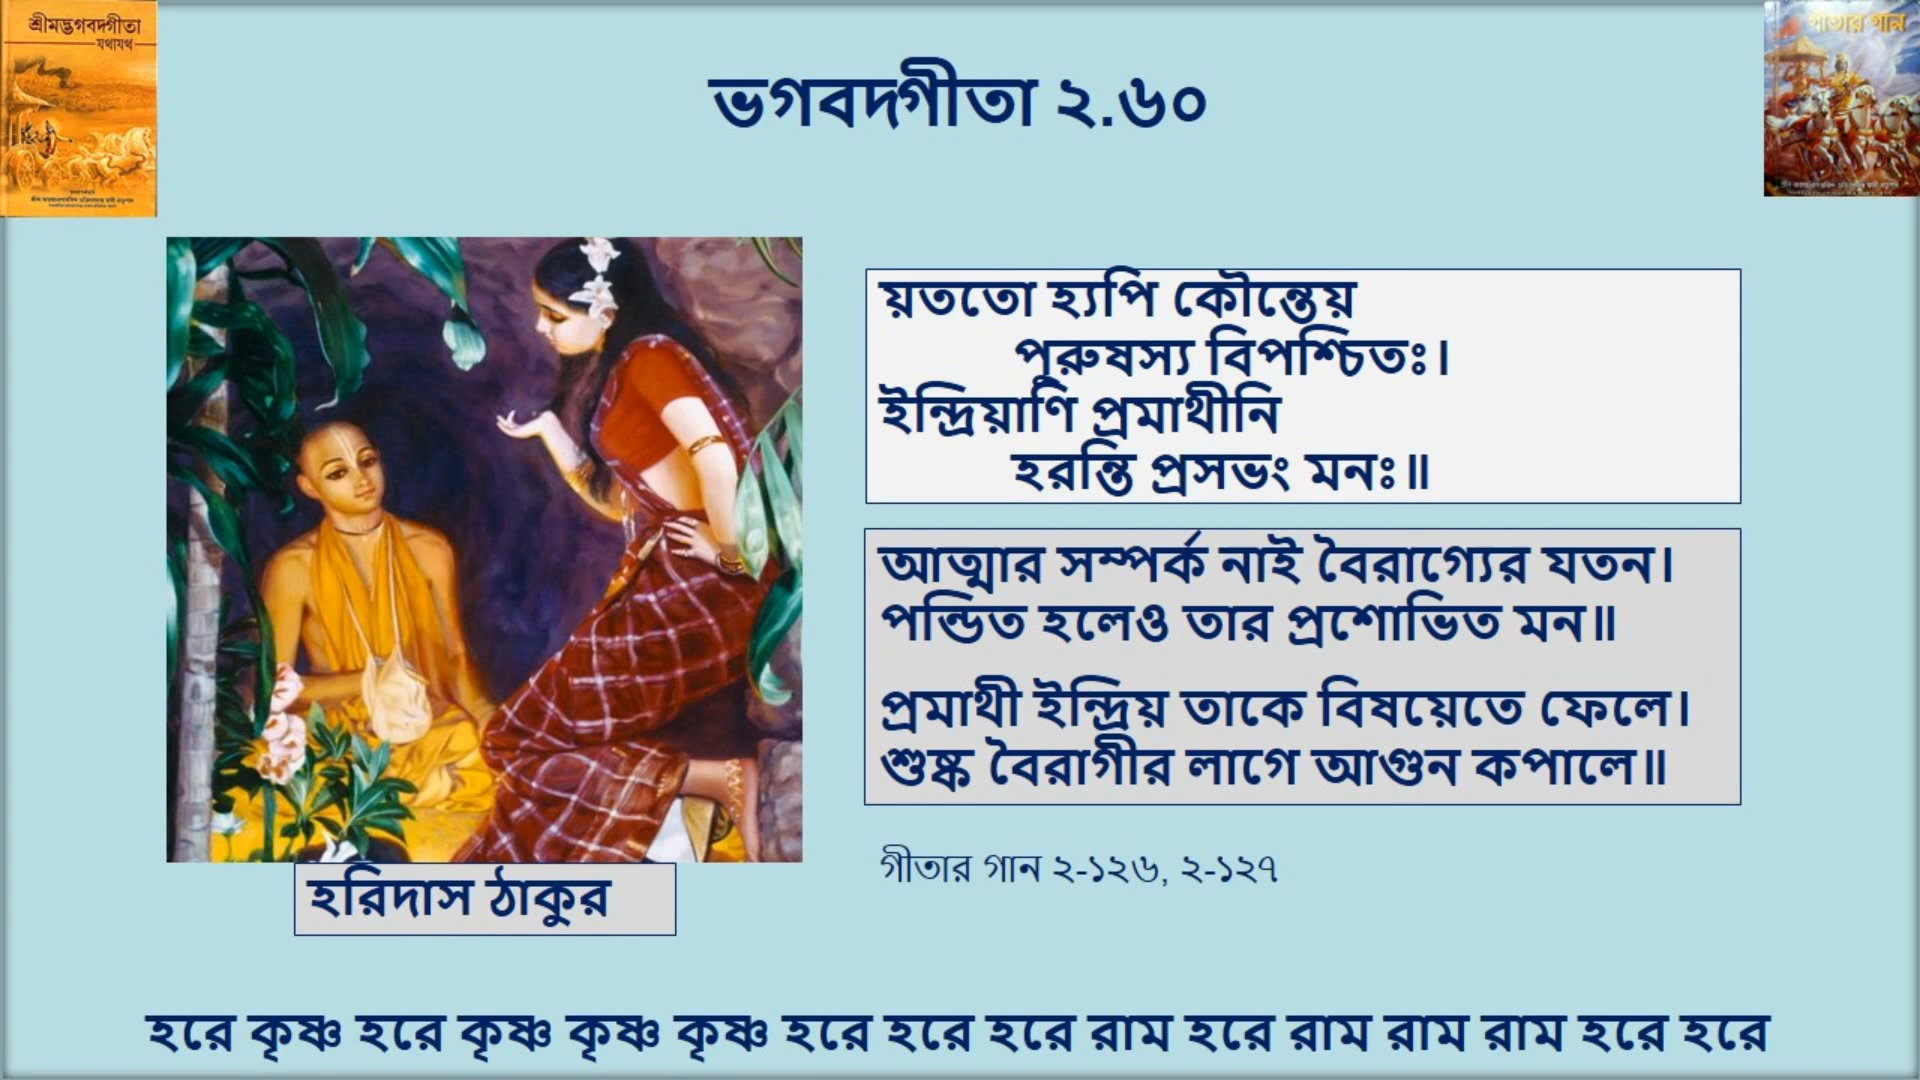 শ্রীমদ্ভগবদ্গীতা
যথাযথ
গীতার গান
ভগবদ্গীতা ২.৬০
য়ততো হ্যপি কৌন্তেয়
পুরুষস্য বিপশ্চিতঃ।
ইন্দ্রিয়াণি প্রমাথীনি
হরন্তি প্রসভং মনঃ॥
আত্মার সম্পর্ক নাই বৈরাগ্যের যতন।
পন্ডিত হলেও তার প্রশোভিত মন॥
প্রমাথী ইন্দ্রিয় তাকে বিষয়েতে ফেলে।
শুষ্ক বৈরাগীর লাগে আগুন কপালে॥
গীতার গান ২-১২৬, ২-১২৭
হরিদাস ঠাকুর
হরে কৃষ্ণ হরে কৃষ্ণ কৃষ্ণ কৃষ্ণ হরে হরে হরে রাম হরে রাম রাম রাম হরে হরে